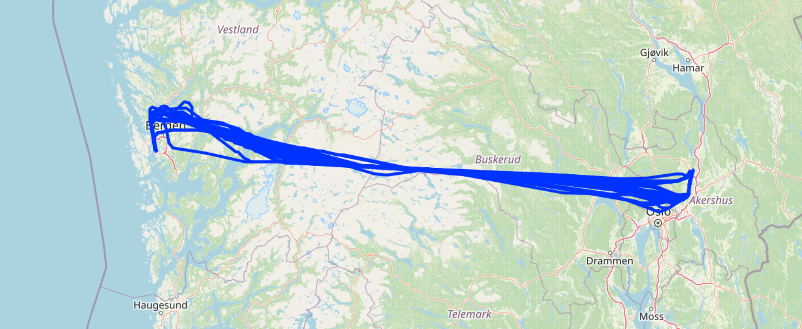 Vestland
Gjøvik
Hamar
Bergen
Buskerud
Akershus
Oslo
Drammen
Haugesund
Telemark
Moss